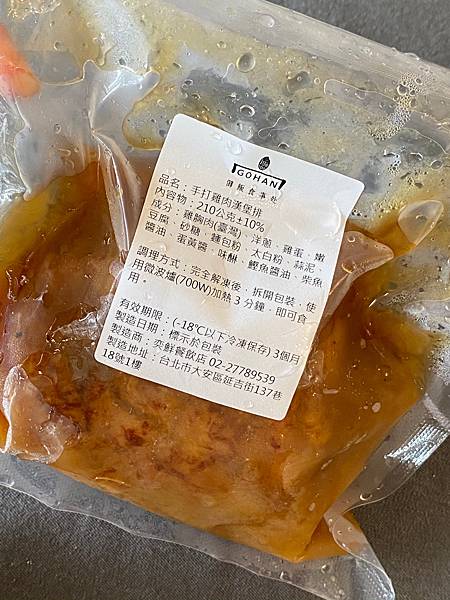 GOHAN
御飯食事処
品名：手打雞肉漢堡排
內容物：210公克±10%
成分：雞胸肉(臺灣)、洋蔥、雞蛋、嫩
豆腐、砂糖、麵包粉、太白粉、蒜泥、
醬油、蛋黃醬、味醂、鰹魚醬油、柴魚
調理方式：完全解凍後、拆開包裝、使
用微波爐(700W)加熱 3 分鐘，即可食
用。
有效期限：(-18℃以下冷凍保存) 3個月
製造日期：標示於包裝
製造商：奕鮮餐飲店 02-27789539
製造地址：台北市大安區延吉街137巷
18號1樓